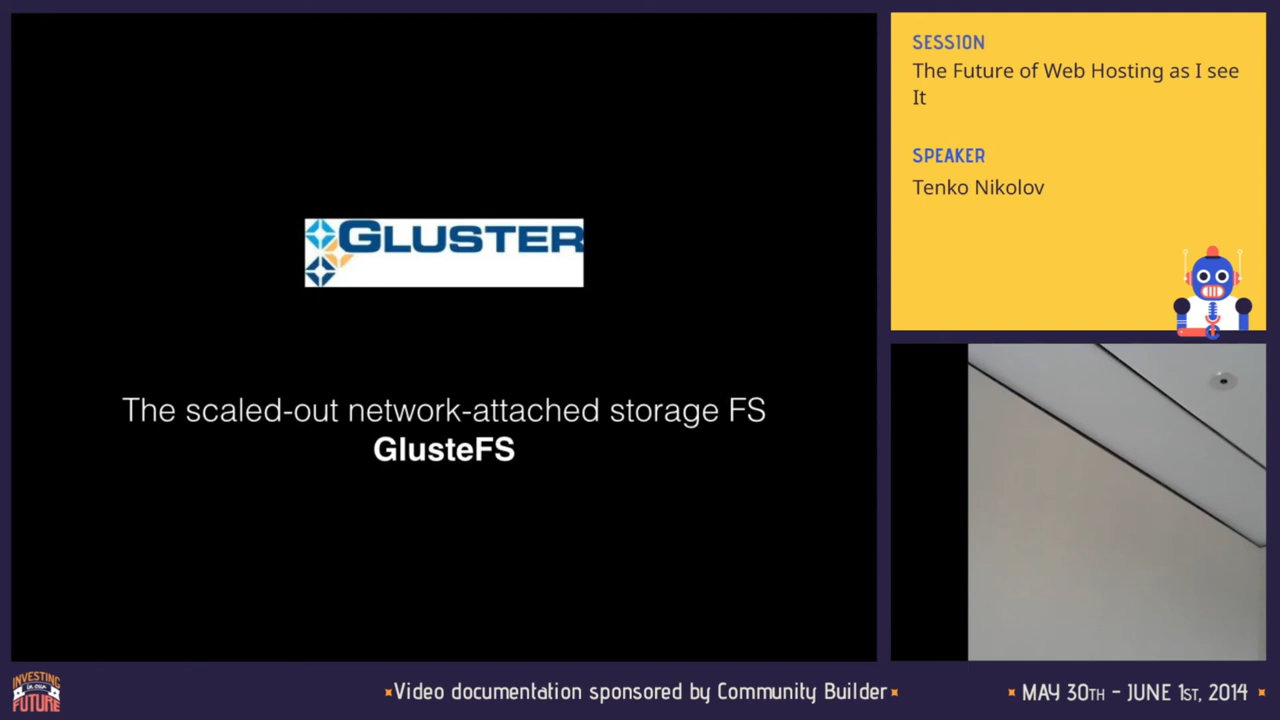 GLUSTER
The scaled-out network-attached storage FS
GlusteFS
SESSION
The Future of Web Hosting as I see
It
SPEAKER
Tenko Nikolov
INVESTING
IN OUR
FUTURE
Video documentation sponsored by Community Builder
MAY 30TH - JUNE 1ST, 2014